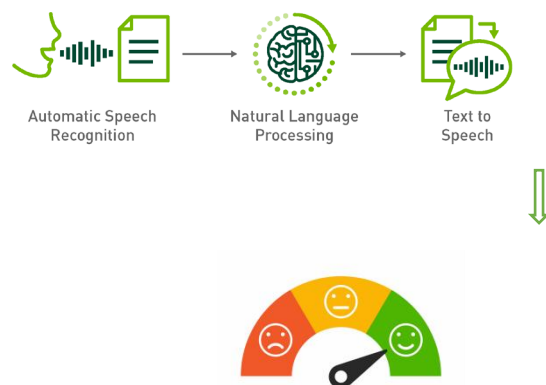 Automatic Speech
Recognition
Natural Language
Processing
Text to
Speech